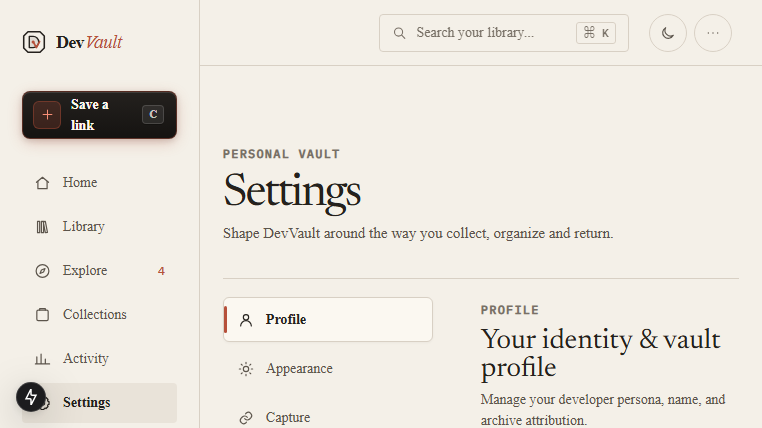 DevVault
Search your library...
⌘ K
Save a
link
C
Home
Library
Explore
4
Collections
Activity
Settings
PERSONAL VAULT
Settings
Shape DevVault around the way you collect, organize and return.
Profile
Appearance
Capture
PROFILE
Your identity & vault
profile
Manage your developer persona, name, and
archive attribution.